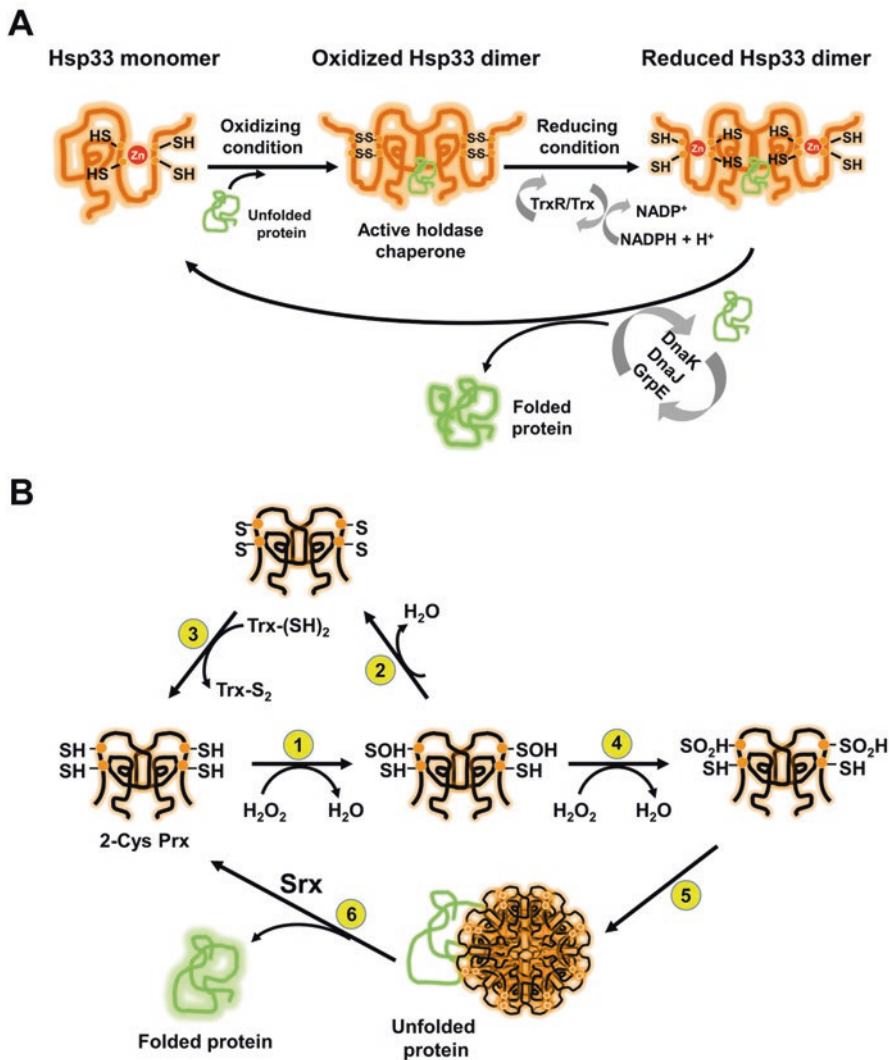 A
Hsp33 monomer
Oxidized Hsp33 dimer
Reduced Hsp33 dimer
HS
HS
Zn
SH
SH
Oxidizing
condition
Unfolded
protein
S-S
S-S
S-S
S-S
Active holdase
chaperone
Reducing
condition
TrxR/Trx
NADP⁺
NADPH + H⁺
SH
SH
Zn
HS
HS
HS
HS
Zn
SH
SH
DnaK
DnaJ
GrpE
Folded
protein
B
S
S
S
S
3
Trx-(SH)₂
Trx-S₂
2
H₂O
SH
SH
SH
SH
2-Cys Prx
1
H₂O₂
H₂O
SOH
SH
SOH
SH
4
H₂O₂
H₂O
SO₂H
SH
SO₂H
SH
5
Srx
6
Folded protein
Unfolded
protein